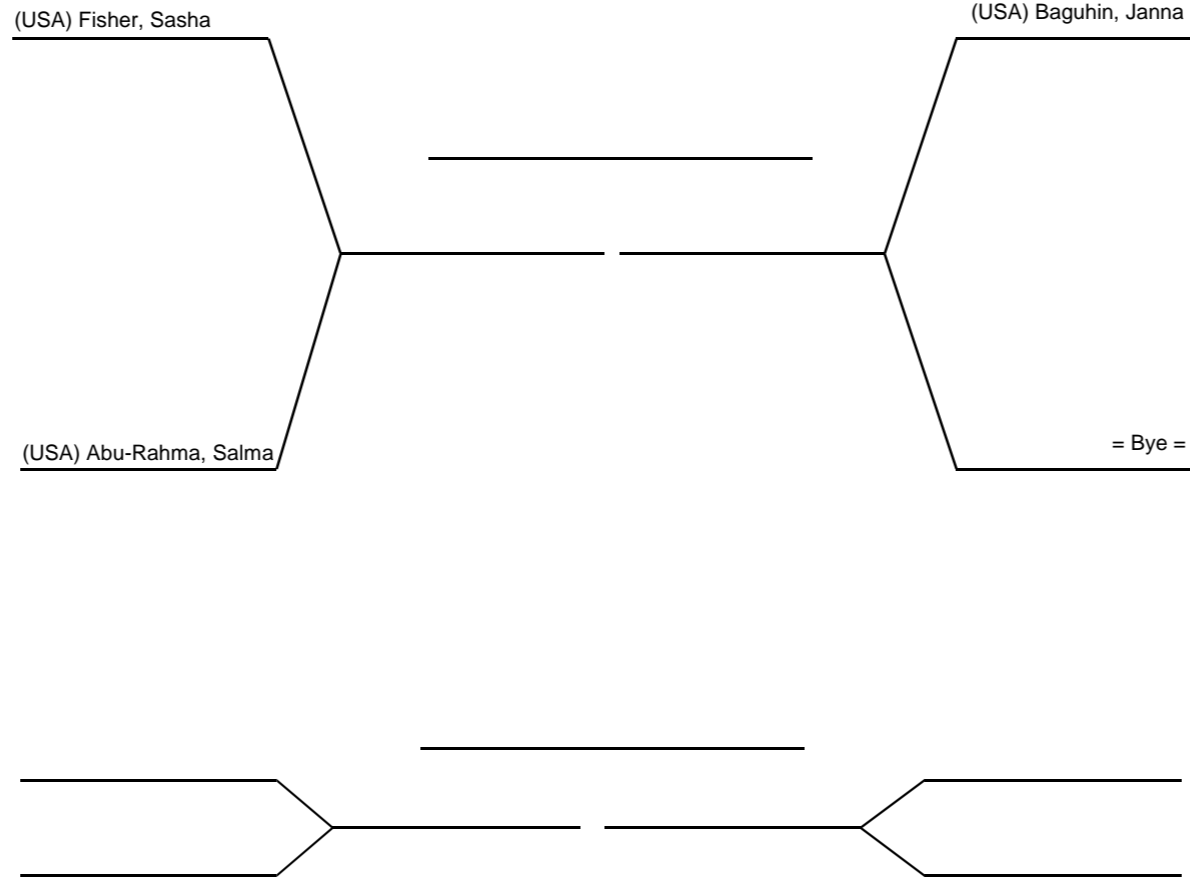 (USA) Fisher, Sasha
(USA) Baguhin, Janna
(USA) Abu-Rahma, Salma
= Bye =